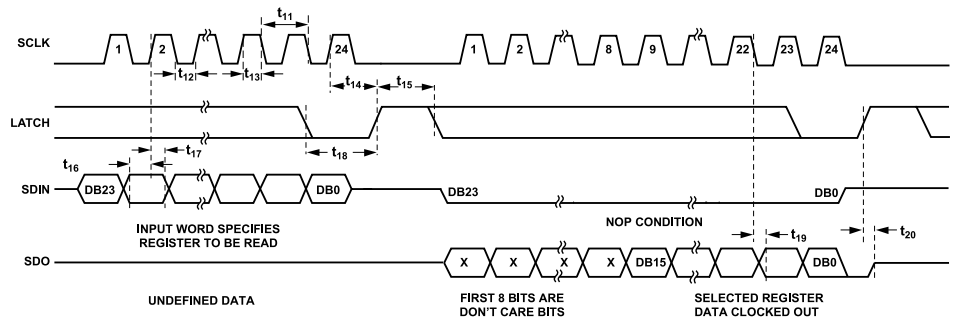 t11
SCLK
1 2 24 1 2 8 9 22 23 24
t12 t13 t14 t15
LATCH
t16 t17 t18
SDIN DB23 DB0 DB23 DB0
INPUT WORD SPECIFIES
REGISTER TO BE READ
NOP CONDITION
t19 t20
SDO X X X X DB15 DB0
UNDEFINED DATA
FIRST 8 BITS ARE
DON'T CARE BITS
SELECTED REGISTER
DATA CLOCKED OUT